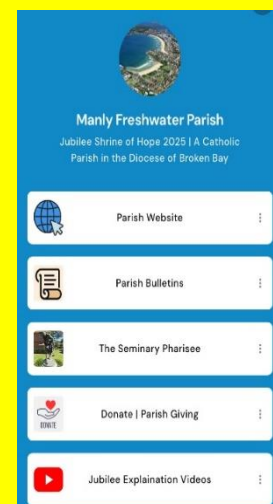 Manly Freshwater Parish
Jubilee Shrine of Hope 2025 | A Catholic
Parish in the Diocese of Broken Bay
Parish Website
Parish Bulletins
The Seminary Pharisee
DONATE
Donate | Parish Giving
Jubilee Explaination Videos